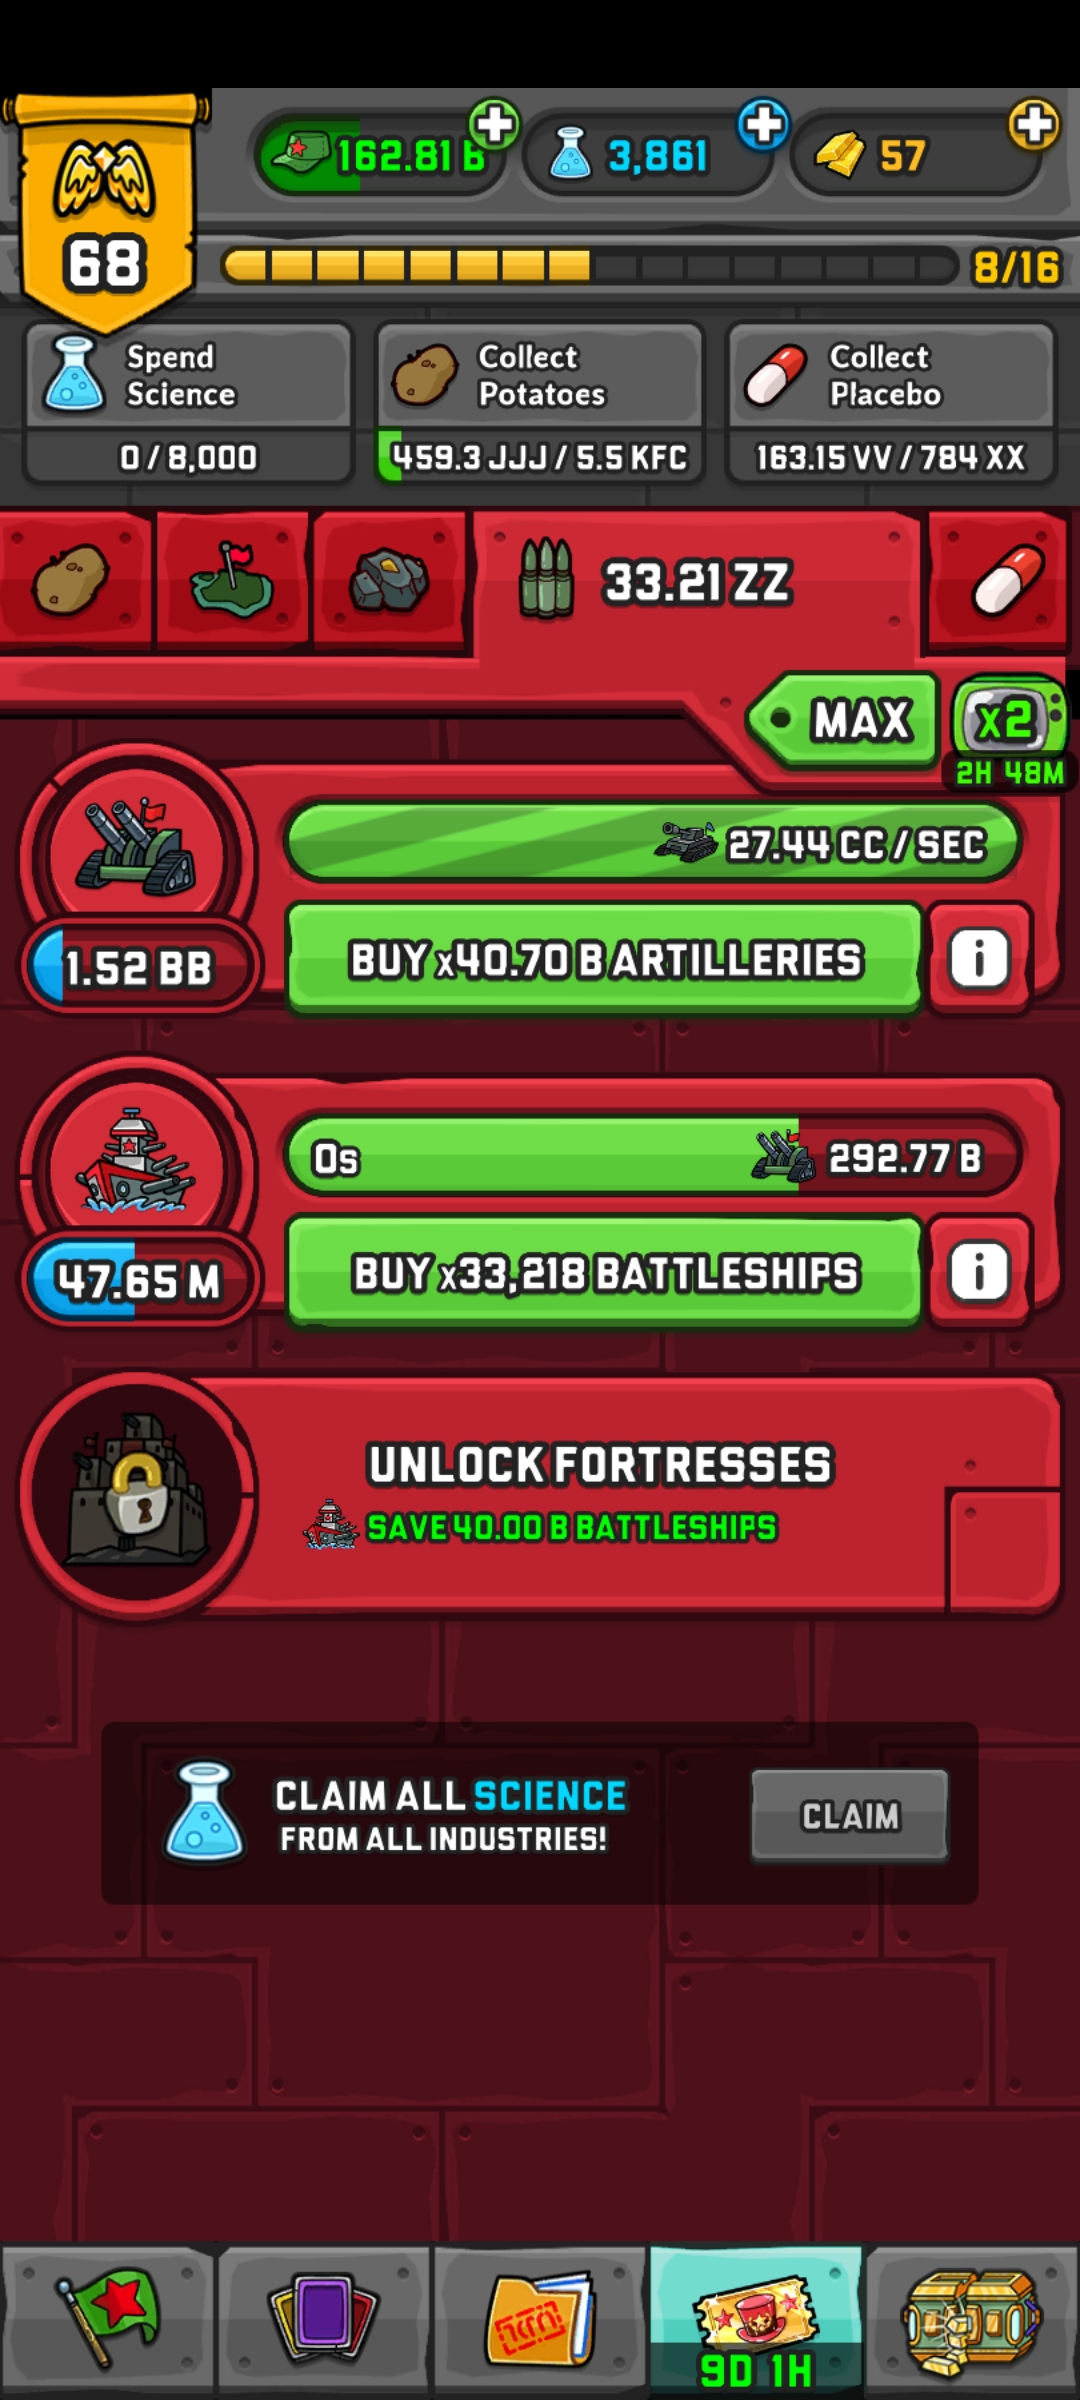 162.81 B
3,861
57
68
8/16
Spend
Science
0 / 8,000
Collect
Potatoes
459.3 JJJ / 5.5 KFC
Collect
Placebo
163.15 VV / 784 XX
33.21 ZZ
MAX
x2
2H 48M
27.44 CC / SEC
1.52 BB
BUY x40.70 B ARTILLERIES
i
0s
292.77 B
47.65 M
BUY x33,218 BATTLESHIPS
i
UNLOCK FORTRESSES
SAVE 40.00 B BATTLESHIPS
CLAIM ALL SCIENCE
FROM ALL INDUSTRIES!
CLAIM
9D 1H